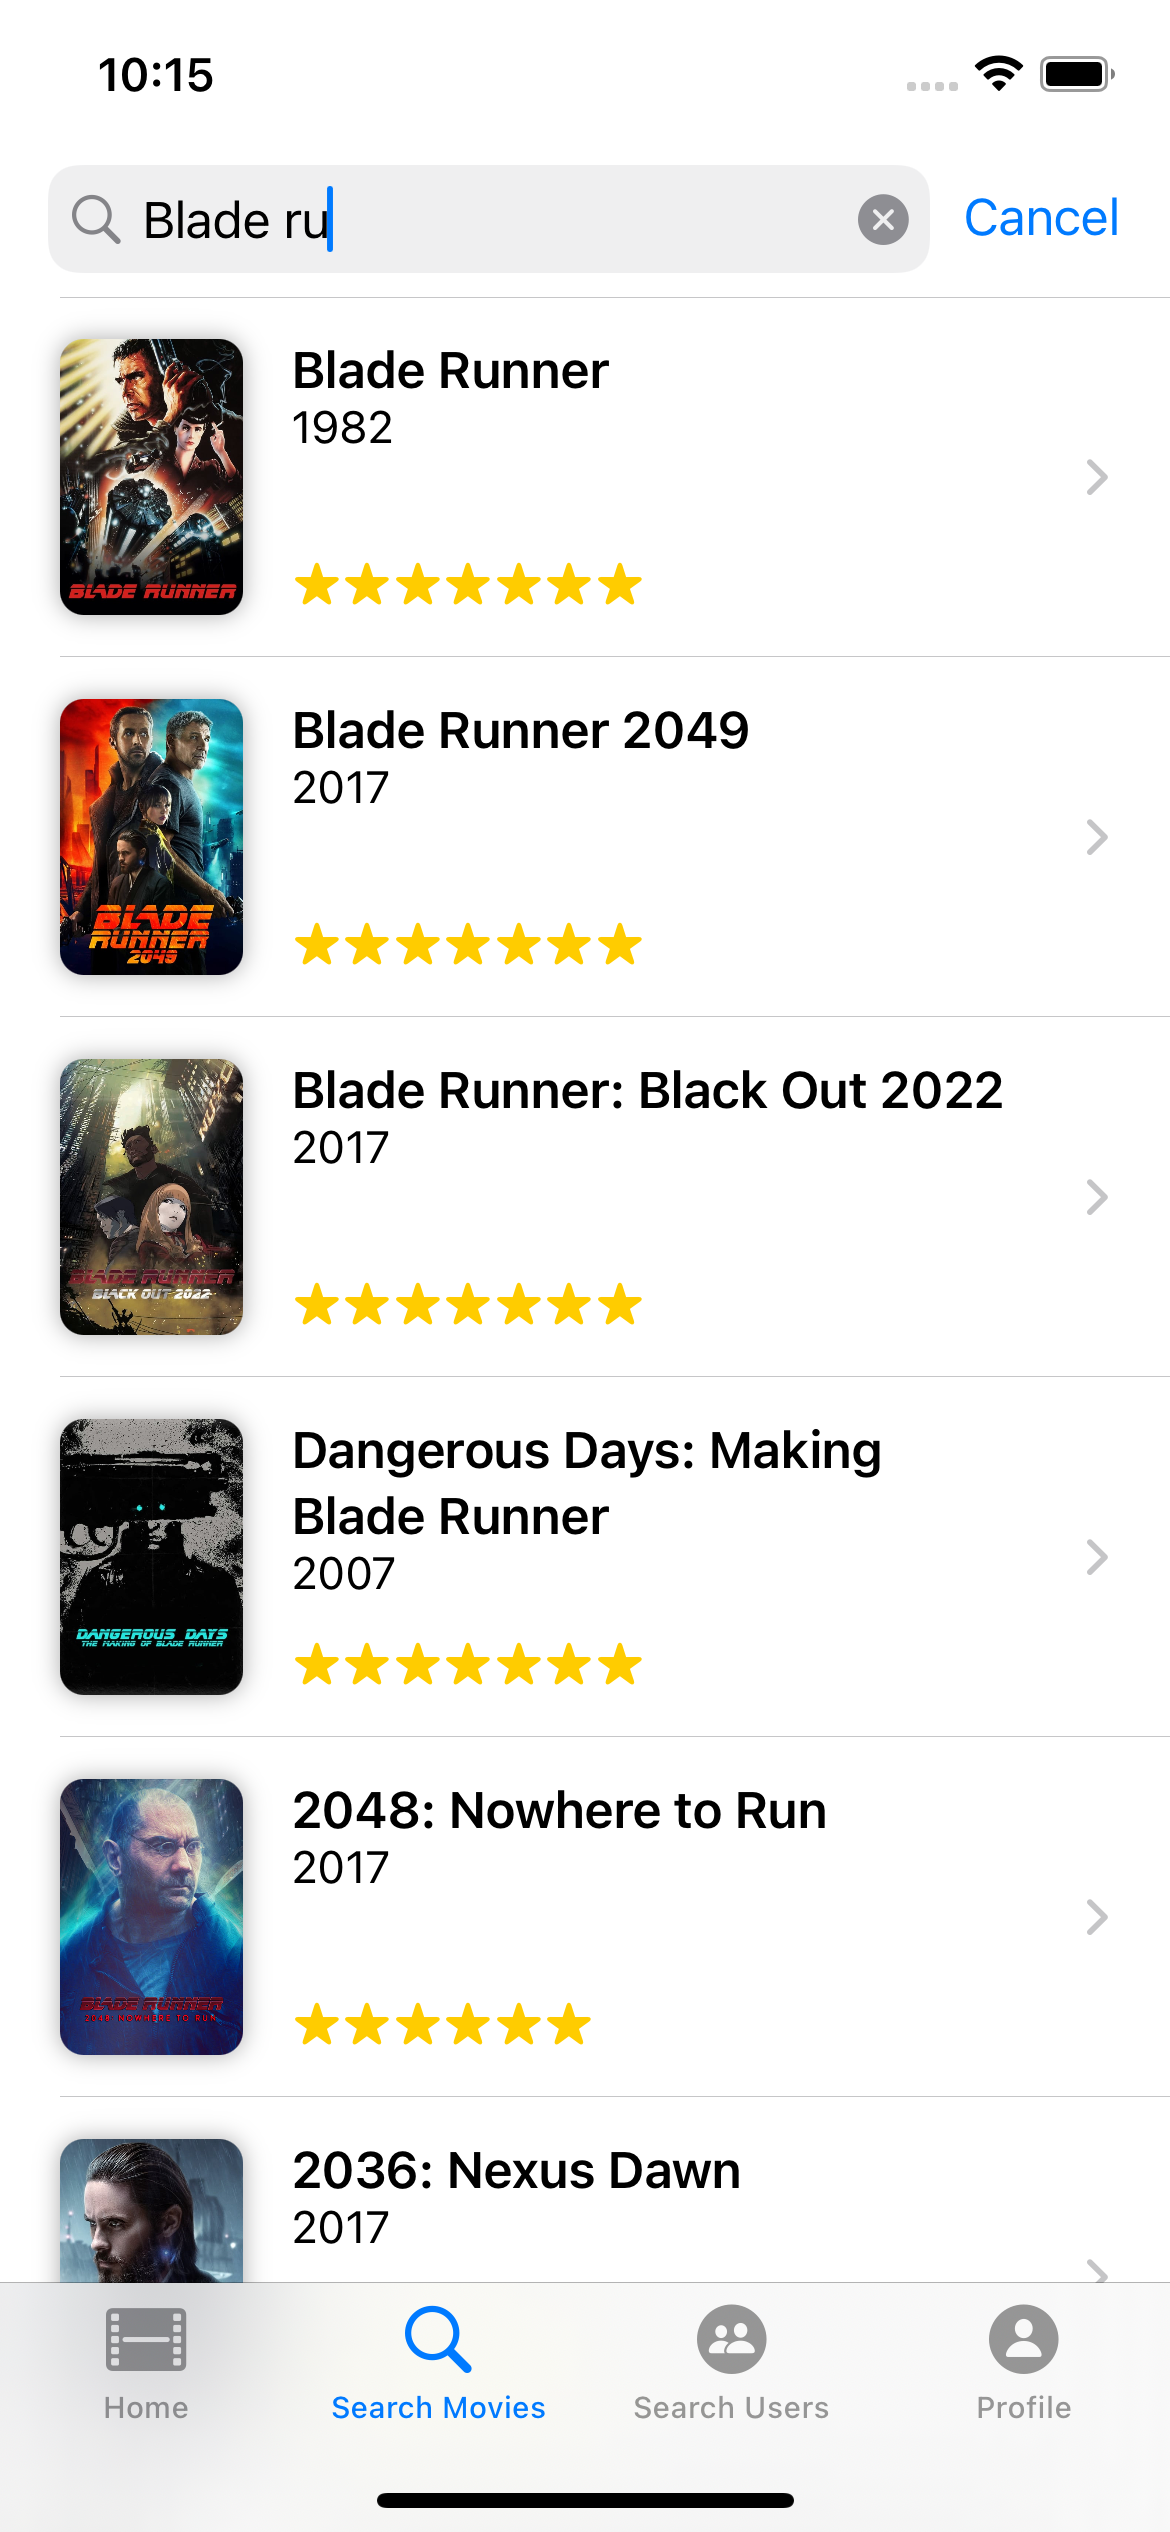 10:15
Blade ru
Cancel
BLADE RUNNER
Blade Runner
1982
BLADE
RUNNER
2049
Blade Runner 2049
2017
BLADE RUNNER
BLACK OUT 2022
Blade Runner: Black Out 2022
2017
DANGEROUS DAYS
THE MAKING OF BLADE RUNNER
Dangerous Days: Making
Blade Runner
2007
BLADE RUNNER
2048: NOWHERE TO RUN
2048: Nowhere to Run
2017
2036: Nexus Dawn
2017
Home
Search Movies
Search Users
Profile